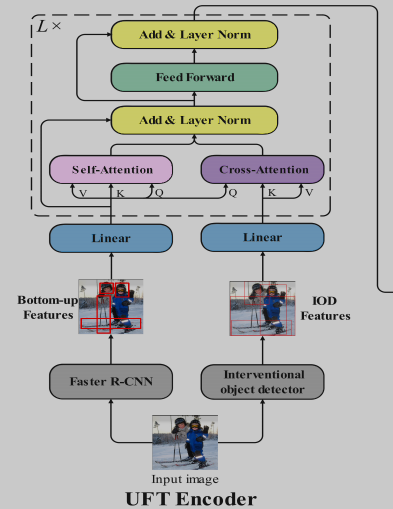 L×
Add & Layer Norm
Feed Forward
Add & Layer Norm
Self-Attention
Cross-Attention
V K Q Q K V
Linear
Linear
Bottom-up
Features
IOD
Features
Faster R-CNN
Interventional
object detector
Input image
UFT Encoder